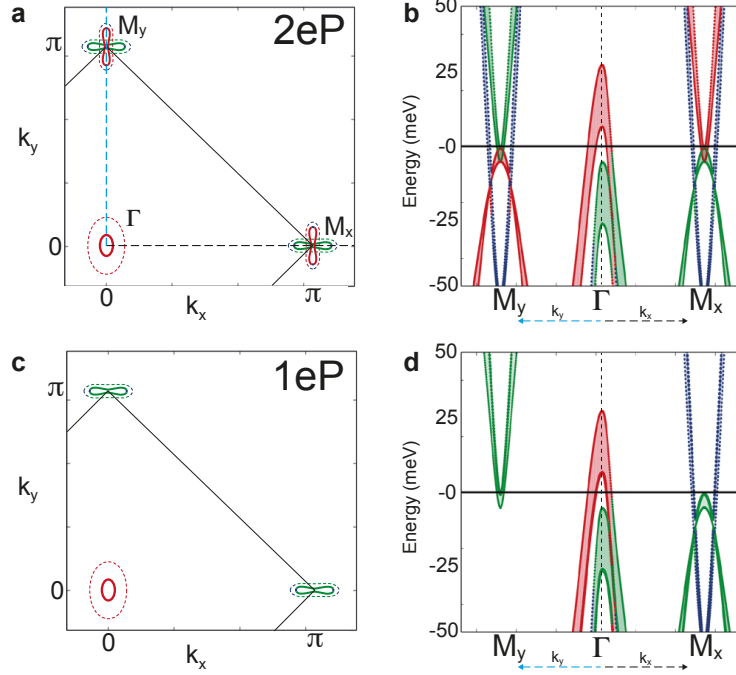 a
2eP
M_y
π
k_y
Γ
M_x
0
0
π
k_x
b
Energy (meV)
50
25
-0
-25
-50
M_y
Γ
M_x
k_y
k_x
c
1eP
π
k_y
0
0
π
k_x
d
Energy (meV)
50
25
-0
-25
-50
M_y
Γ
M_x
k_y
k_x